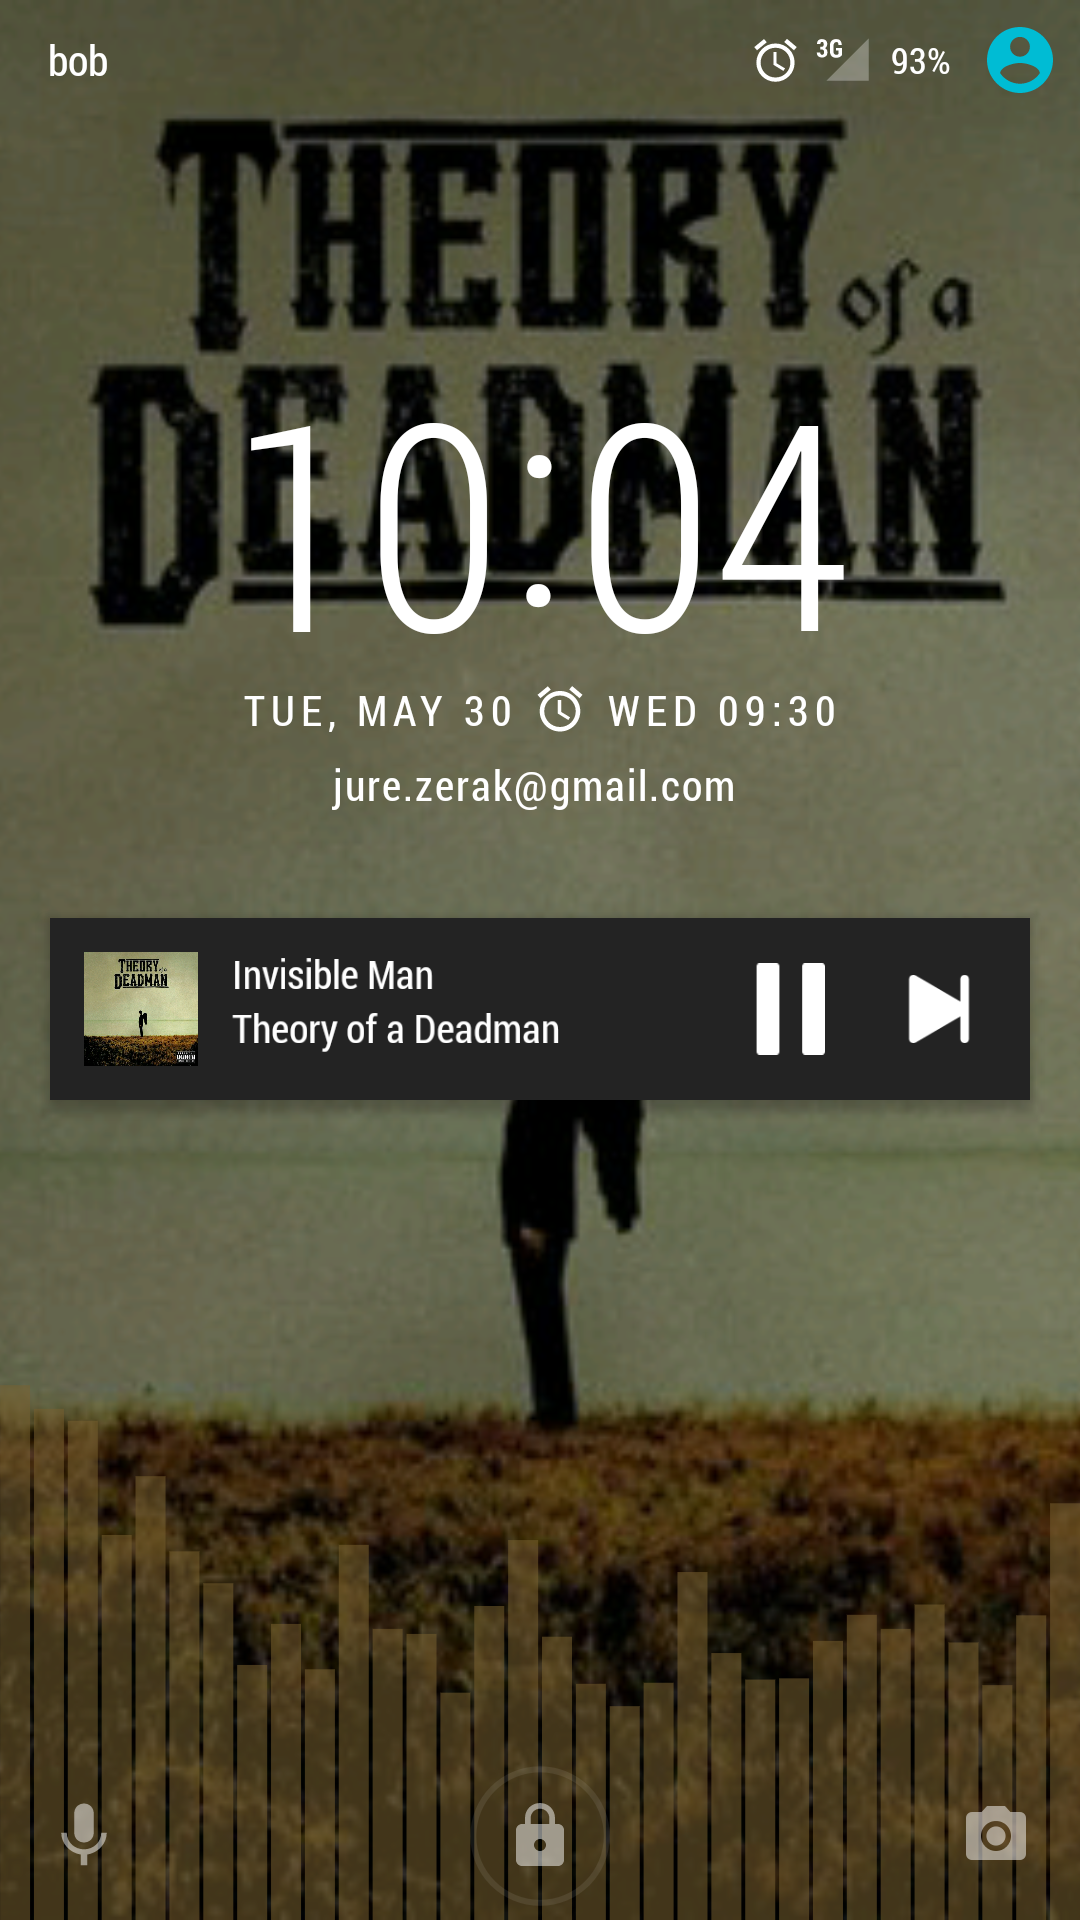 bob
3G
93%
THEORY of a
DEADMAN
10:04
TUE, MAY 30 WED 09:30
jure.zerak@gmail.com
THEORY of a
DEADMAN
Invisible Man
Theory of a Deadman